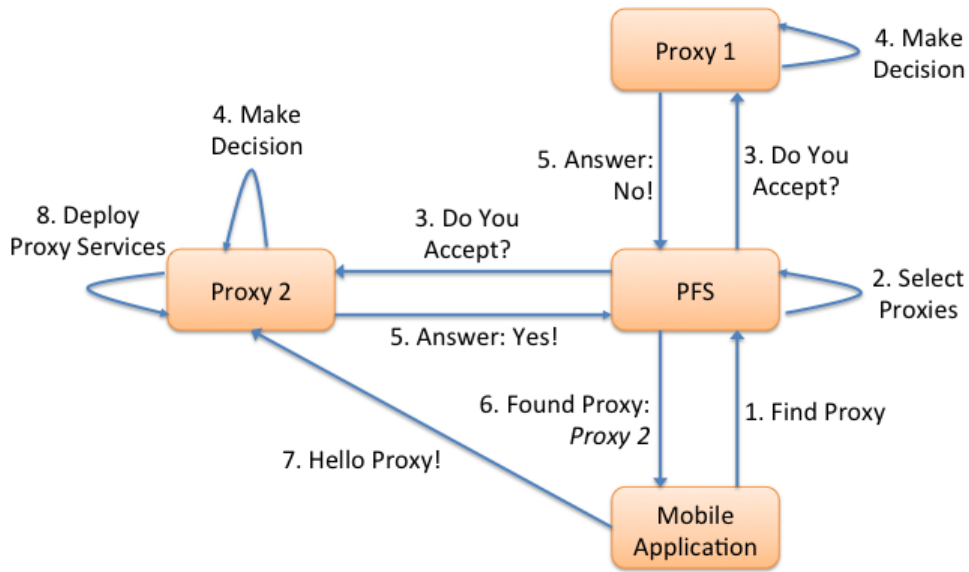 Proxy 1
4. Make
Decision
4. Make
Decision
5. Answer:
No!
3. Do You
Accept?
8. Deploy
Proxy Services
3. Do You
Accept?
Proxy 2
PFS
2. Select
Proxies
5. Answer: Yes!
6. Found Proxy:
Proxy 2
1. Find Proxy
7. Hello Proxy!
Mobile
Application